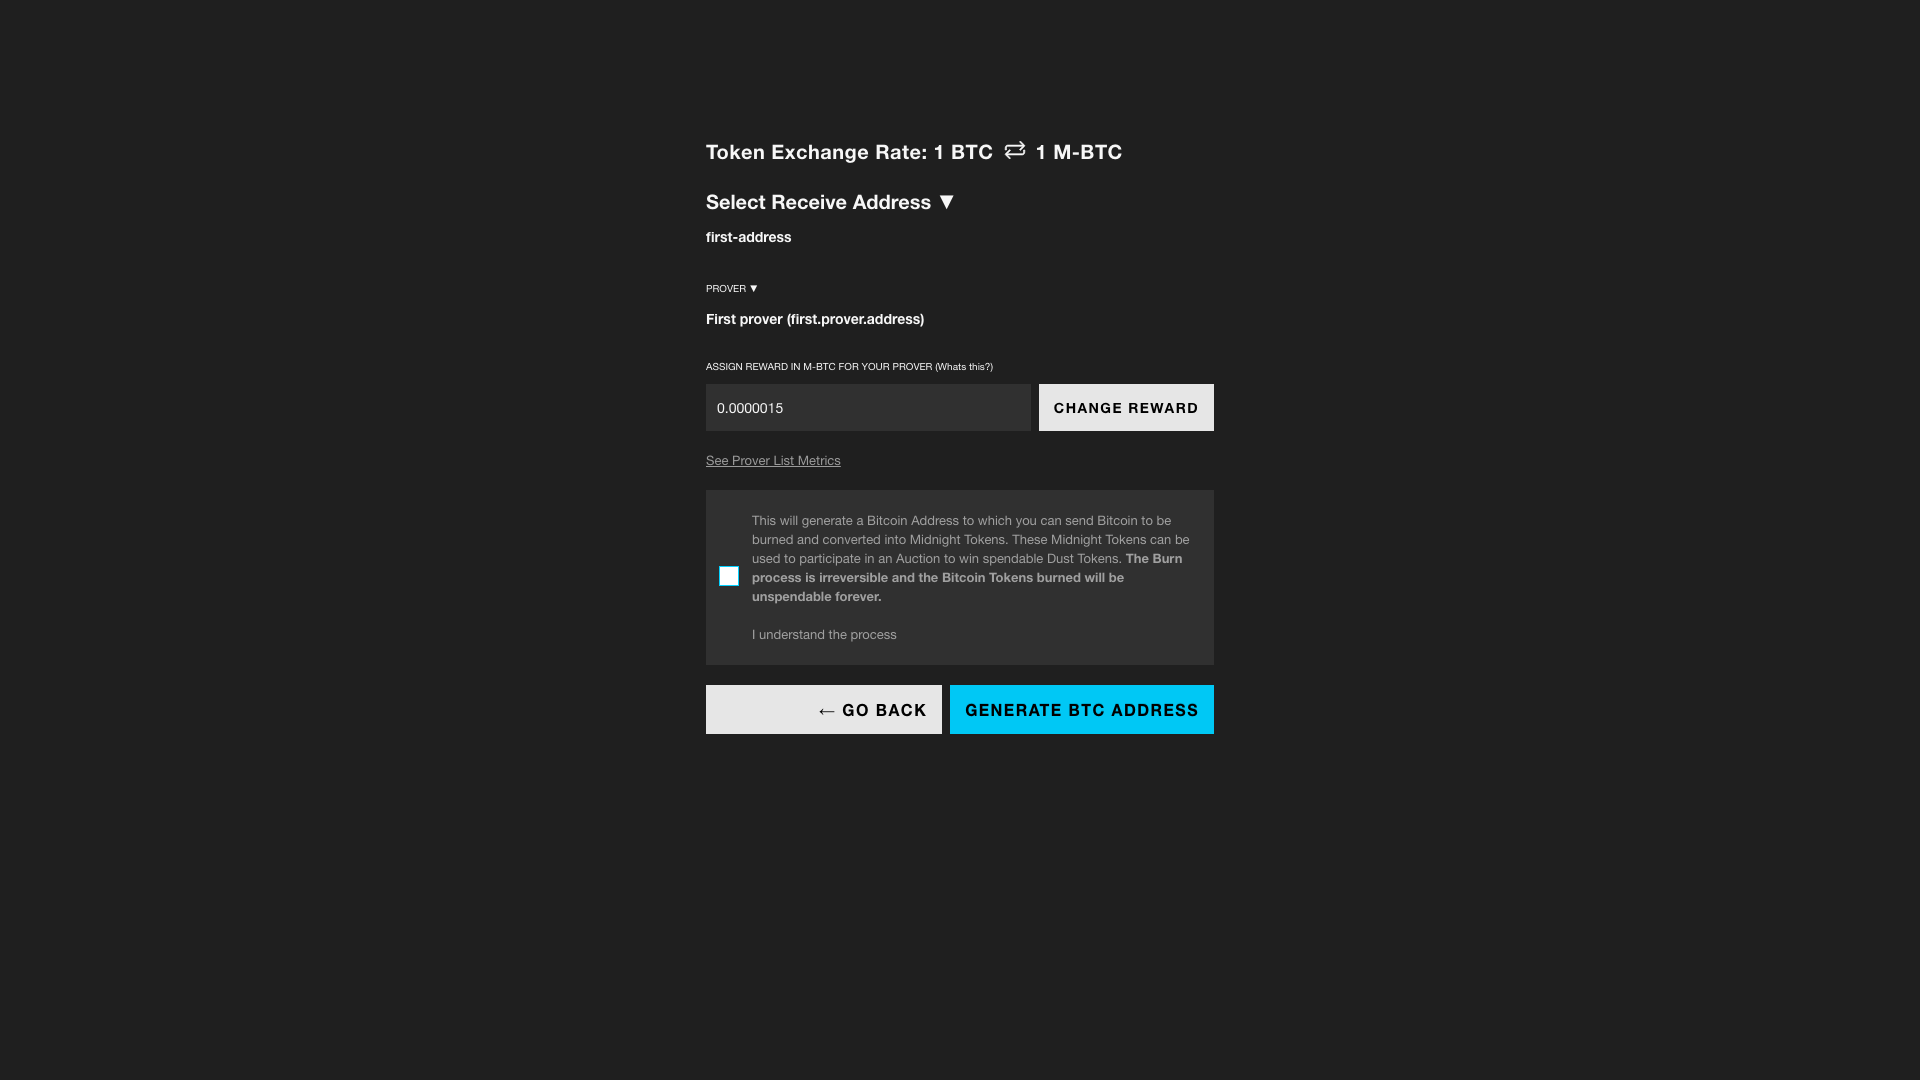 Token Exchange Rate: 1 BTC 1 M-BTC
Select Receive Address ▼
first-address
PROVER ▼
First prover (first.prover.address)
ASSIGN REWARD IN M-BTC FOR YOUR PROVER (Whats this?)
0.0000015
CHANGE REWARD
See Prover List Metrics
This will generate a Bitcoin Address to which you can send Bitcoin to be
burned and converted into Midnight Tokens. These Midnight Tokens can be
used to participate in an Auction to win spendable Dust Tokens. The Burn
process is irreversible and the Bitcoin Tokens burned will be
unspendable forever.
I understand the process
← GO BACK
GENERATE BTC ADDRESS